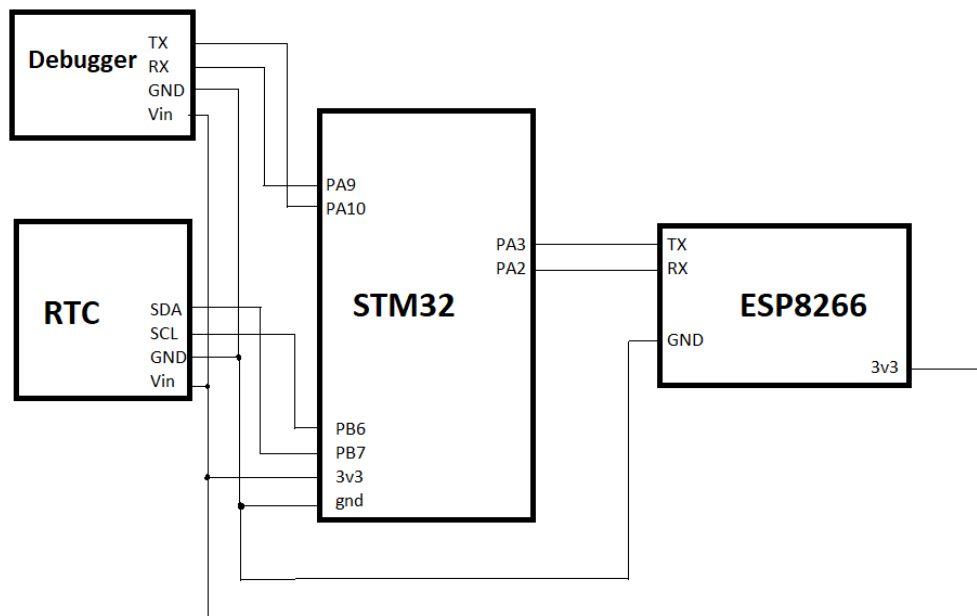 Debugger
TX
RX
GND
Vin
RTC
SDA
SCL
GND
Vin
STM32
PA9
PA10
PB6
PB7
3v3
gnd
PA3
PA2
ESP8266
TX
RX
GND
3v3